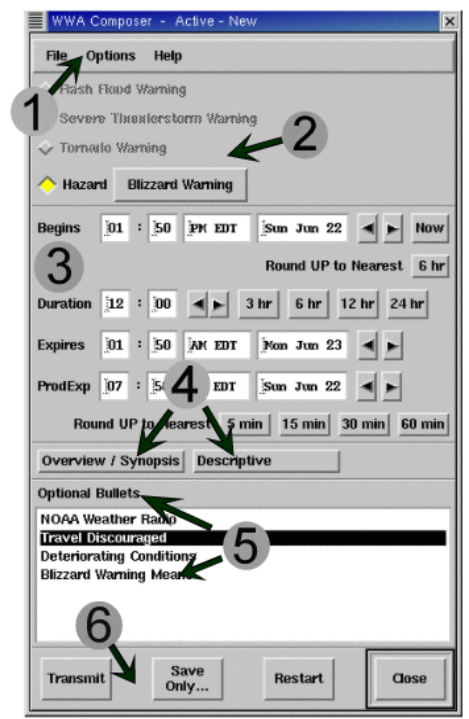 WWA Composer - Active - New
File Options Help
1
Flash Flood Warning
Severe Thunderstorm Warning
2
Tornado Warning
Hazard Blizzard Warning
Begins 01 : 50 PM EDT Sun Jun 22 Now
3
Round UP to Nearest 6 hr
Duration 12 : 00 3 hr 6 hr 12 hr 24 hr
Expires 01 : 50 AM EDT Mon Jun 23
ProdExp 07 : EDT Sun Jun 22
4
Round UP to Nearest 5 min 15 min 30 min 60 min
Overview / Synopsis Descriptive
Optional Bullets
NOAA Weather Radio
Travel Discouraged
5
Deteriorating Conditions
Blizzard Warning Means
6
Transmit Save Only... Restart Close